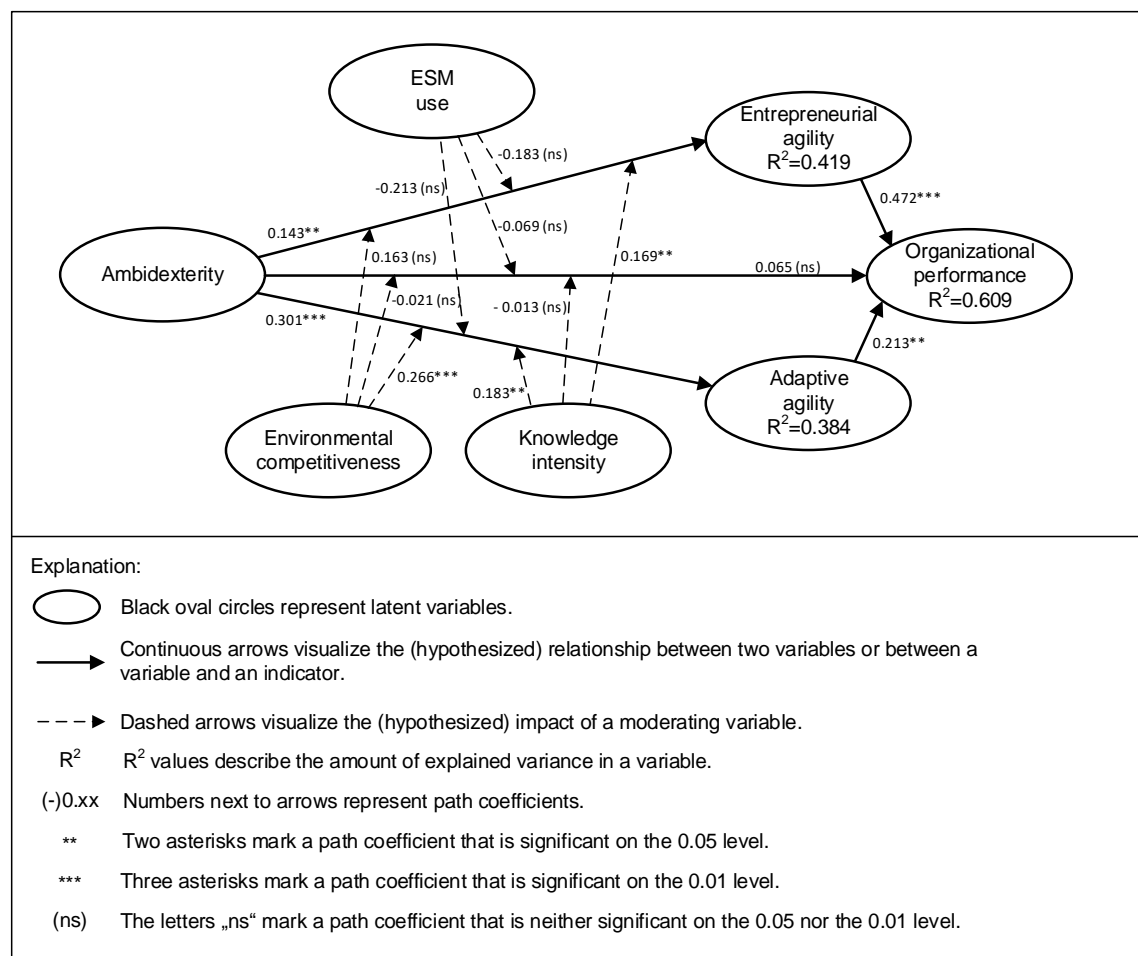 ESM
use
Entrepreneurial
agility
R²=0.419
-0.183 (ns)
-0.213 (ns)
0.472***
0.143**
-0.069 (ns)
0.163 (ns)
0.169**
Ambidexterity
0.065 (ns)
Organizational
performance
R²=0.609
-0.021 (ns)
- 0.013 (ns)
0.301***
0.213**
0.266***
0.183**
Adaptive
agility
R²=0.384
Environmental
competitiveness
Knowledge
intensity
Explanation:
Black oval circles represent latent variables.
Continuous arrows visualize the (hypothesized) relationship between two variables or between a
variable and an indicator.
Dashed arrows visualize the (hypothesized) impact of a moderating variable.
R² R² values describe the amount of explained variance in a variable.
(-)0.xx Numbers next to arrows represent path coefficients.
** Two asterisks mark a path coefficient that is significant on the 0.05 level.
*** Three asterisks mark a path coefficient that is significant on the 0.01 level.
(ns) The letters „ns“ mark a path coefficient that is neither significant on the 0.05 nor the 0.01 level.